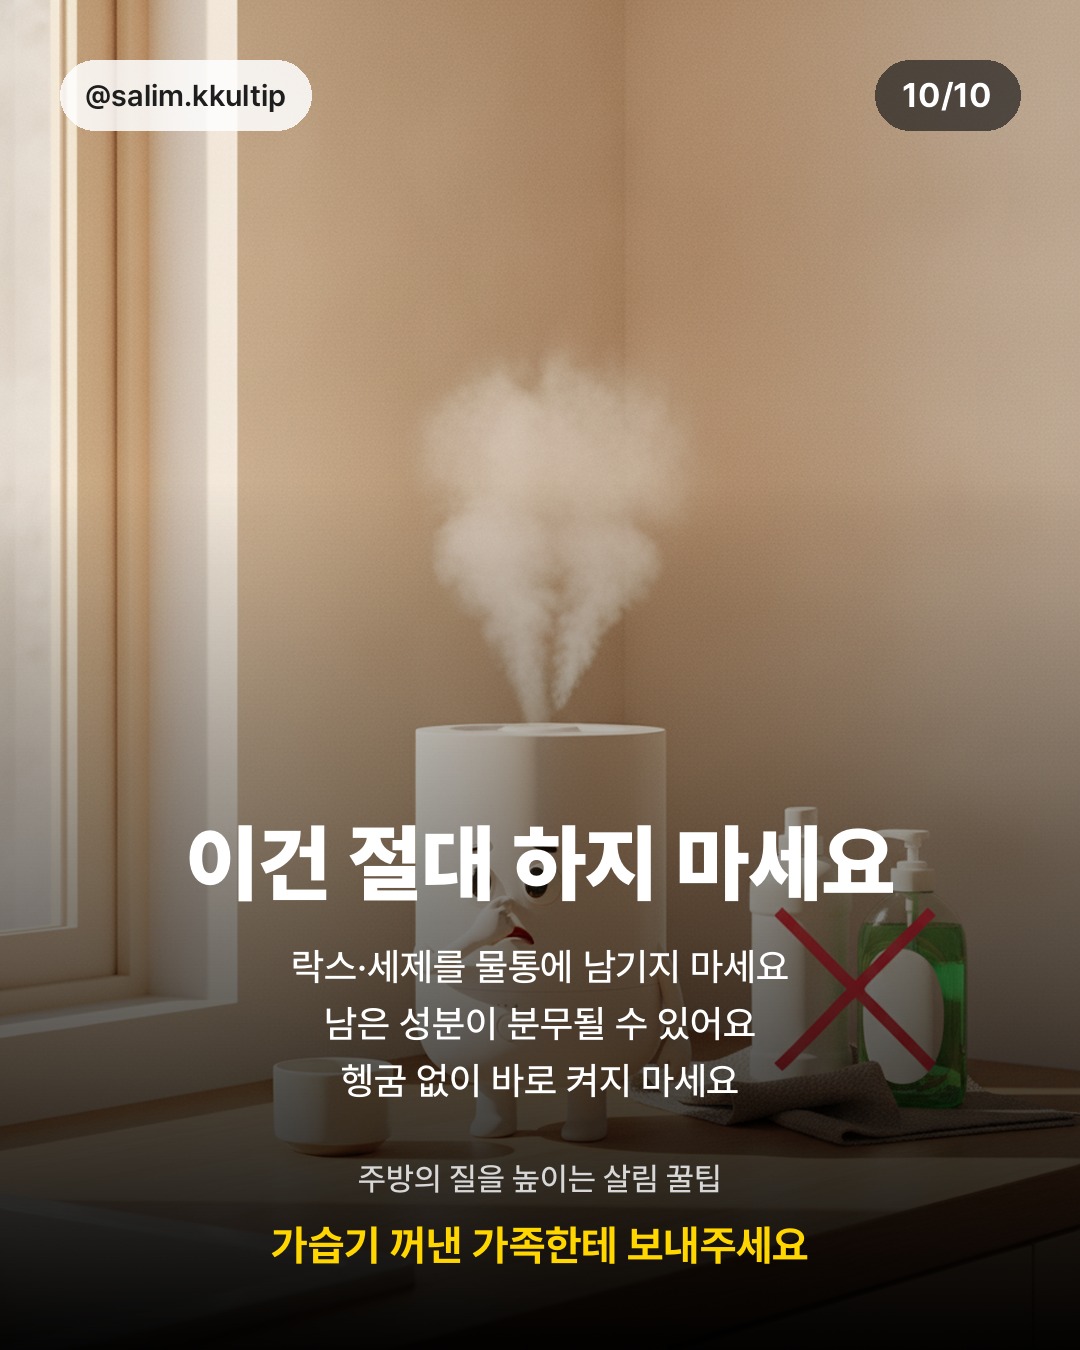 @salim.kkultip
10/10
이건 절대 하지 마세요
락스·세제를 물통에 남기지 마세요
남은 성분이 분무될 수 있어요
헹굼 없이 바로 켜지 마세요
주방의 질을 높이는 살림 꿀팁
가습기 꺼낸 가족한테 보내주세요